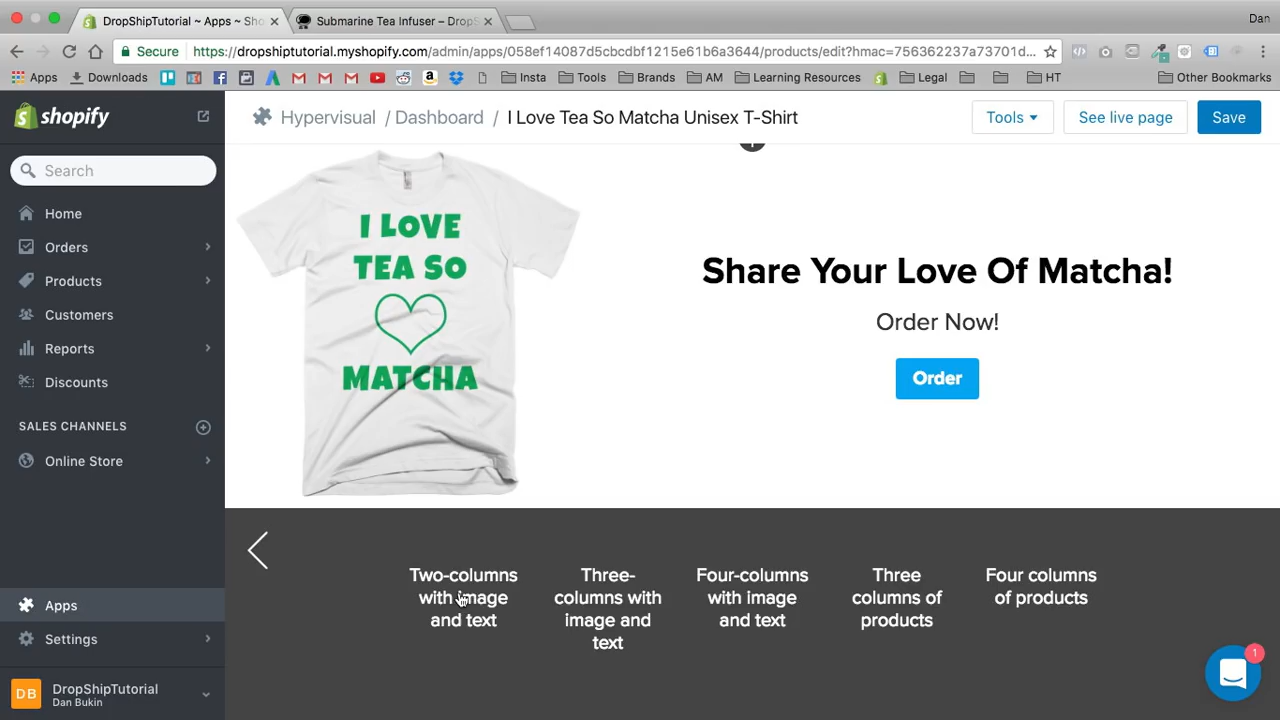 DropShipTutorial ~ Apps ~ Sho
Submarine Tea Infuser – DropS
Dan
Secure
https://dropshiptutorial.myshopify.com/admin/apps/058ef14087d5cbcdbf1215e61b6a3644/products/edit?hmac=756362237a73701d...
Apps
Downloads
Insta
Tools
Brands
AM
Learning Resources
Legal
HT
Other Bookmarks
shopify
Hypervisual / Dashboard / I Love Tea So Matcha Unisex T-Shirt
Tools
See live page
Save
Search
Home
Orders
Products
Customers
Reports
Discounts
SALES CHANNELS
Online Store
Apps
Settings
DB
DropShipTutorial
Dan Bukin
I LOVE
TEA SO
MATCHA
Share Your Love Of Matcha!
Order Now!
Order
Two-columns
with image
and text
Three-
columns with
image and
text
Four-columns
with image
and text
Three
columns of
products
Four columns
of products
1